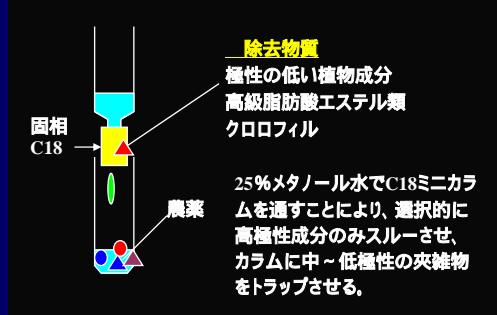 除去物質
極性の低い植物成分
高級脂肪酸エステル類
クロロフィル
固相
C18
農薬
25%メタノール水でC18ミニカラ
ムを通すことにより、選択的に
高極性成分のみスルーさせ、
カラムに中～低極性の夾雑物
をトラップさせる。